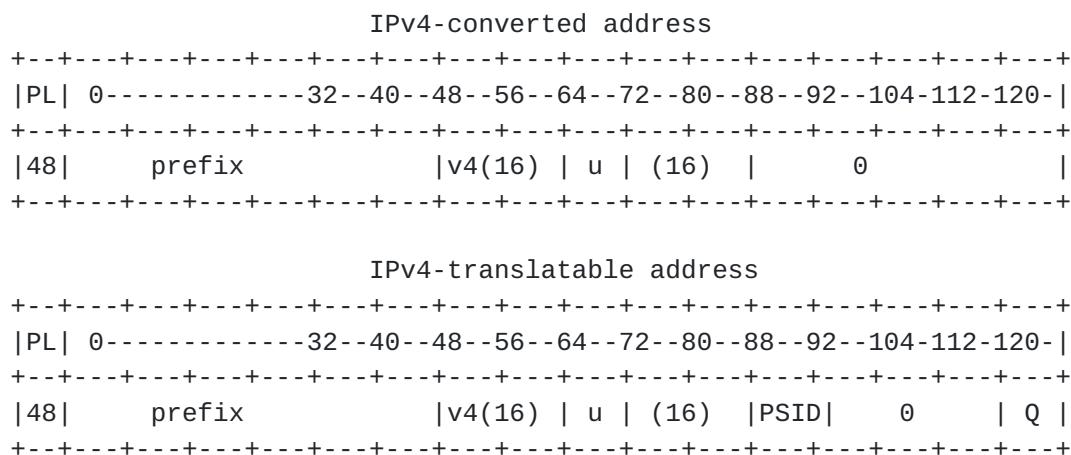 IPv4-converted address
+--+---+---+---+---+---+---+---+---+---+---+---+---+---+---+---+---+
|PL| 0-------------32--40--48--56--64--72--80--88--92--104-112-120-|
+--+---+---+---+---+---+---+---+---+---+---+---+---+---+---+---+---+
|48|     prefix            |v4(16) | u | (16)  |      0            |
+--+---+---+---+---+---+---+---+---+---+---+---+---+---+---+---+---+

                       IPv4-translatable address
+--+---+---+---+---+---+---+---+---+---+---+---+---+---+---+---+---+
|PL| 0-------------32--40--48--56--64--72--80--88--92--104-112-120-|
+--+---+---+---+---+---+---+---+---+---+---+---+---+---+---+---+---+
|48|     prefix            |v4(16) | u | (16)  |PSID|    0     | Q |
+--+---+---+---+---+---+---+---+---+---+---+---+---+---+---+---+---+